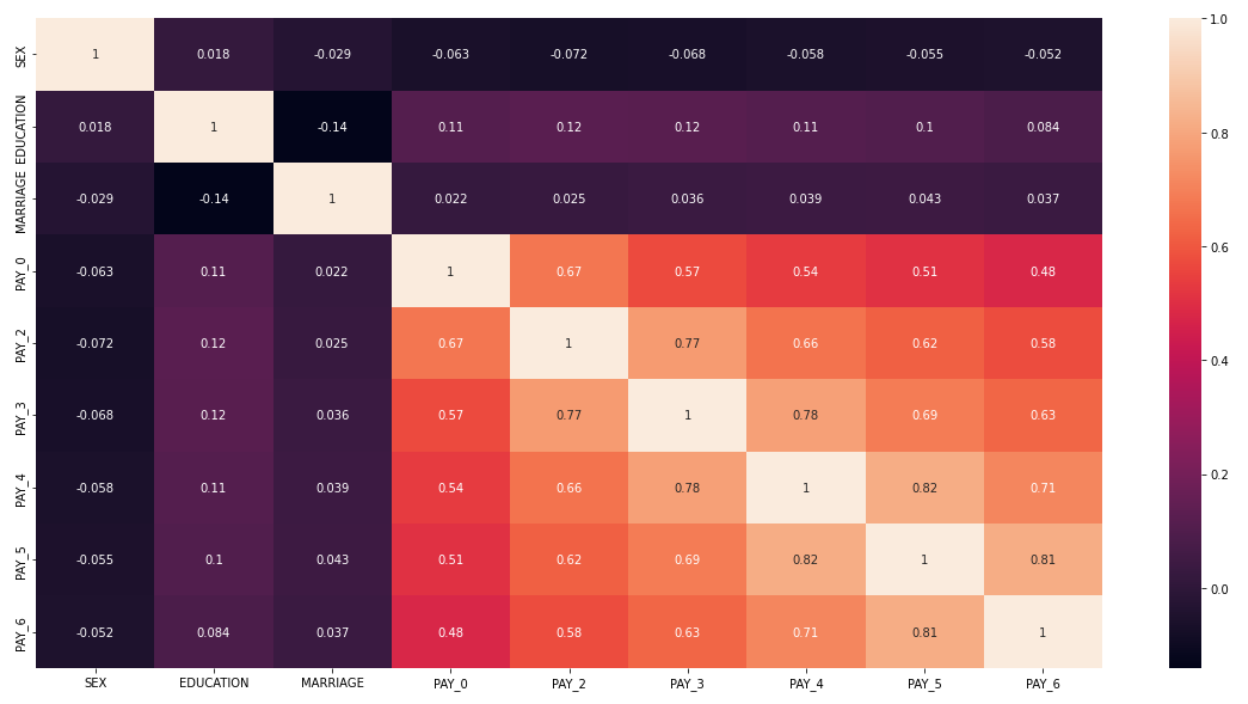 SEX 1 0.018 -0.029 -0.063 -0.072 -0.068 -0.058 -0.055 -0.052
EDUCATION 0.018 1 -0.14 0.11 0.12 0.12 0.11 0.1 0.084
MARRIAGE -0.029 -0.14 1 0.022 0.025 0.036 0.039 0.043 0.037
PAY_0 -0.063 0.11 0.022 1 0.67 0.57 0.54 0.51 0.48
PAY_2 -0.072 0.12 0.025 0.67 1 0.77 0.66 0.62 0.58
PAY_3 -0.068 0.12 0.036 0.57 0.77 1 0.78 0.69 0.63
PAY_4 -0.058 0.11 0.039 0.54 0.66 0.78 1 0.82 0.71
PAY_5 -0.055 0.1 0.043 0.51 0.62 0.69 0.82 1 0.81
PAY_6 -0.052 0.084 0.037 0.48 0.58 0.63 0.71 0.81 1
SEX EDUCATION MARRIAGE PAY_0 PAY_2 PAY_3 PAY_4 PAY_5 PAY_6
1.0
0.8
0.6
0.4
0.2
0.0